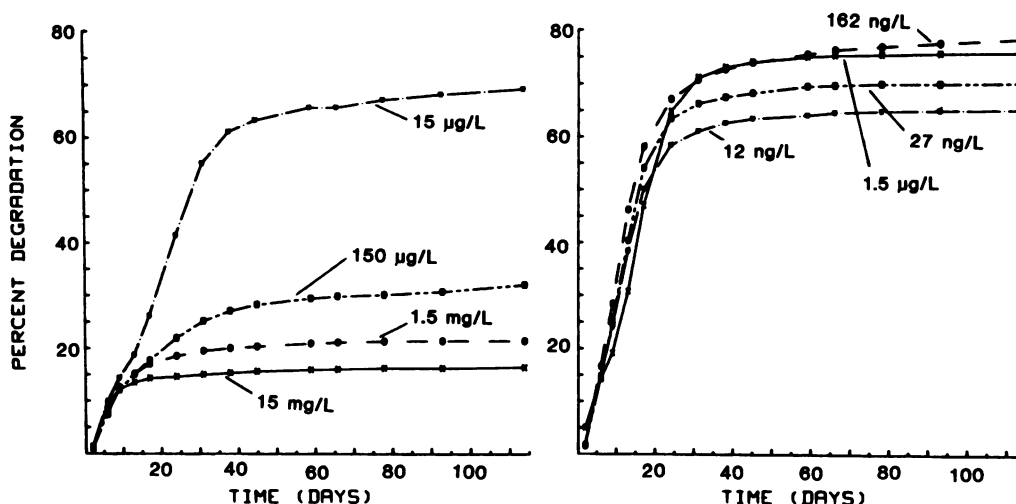 PERCENT DEGRADATION
80
60
40
20
15 µg/L
150 µg/L
1.5 mg/L
15 mg/L
0 20 40 60 80 100
TIME (DAYS)
80
60
40
20
162 ng/L
27 ng/L
12 ng/L
1.5 µg/L
20 40 60 80 100
TIME (DAYS)